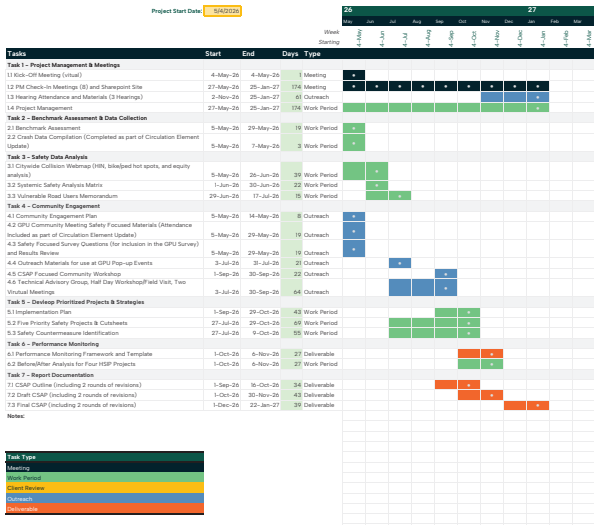 Project Start Date: 5/4/2026
26 27
May Jun Jul Aug Sep Oct Nov Dec Jan Feb Mar
Week
Starting
4-May 4-Jun 4-Jul 4-Aug 4-Sep 4-Oct 4-Nov 4-Dec 4-Jan 4-Feb 4-Mar
Tasks Start End Days Type
Task 1 – Project Management & Meetings
1.1 Kick-Off Meeting (vitual) 4-May-26 4-May-26 1 Meeting
1.2 PM Check-In Meetings (8) and Sharepoint Site 27-May-26 25-Jan-27 174 Meeting
1.3 Hearing Attendance and Materials (3 Hearings) 2-Nov-26 25-Jan-27 61 Outreach
1.4 Project Management 27-May-26 25-Jan-27 174 Work Period
Task 2 – Benchmark Assessment & Data Collection
2.1 Benchmark Assessment 5-May-26 29-May-26 19 Work Period
2.2 Crash Data Compilation (Completed as part of Circulation Element
Update) 5-May-26 7-May-26 3 Work Period
Task 3 – Safety Data Analysis
3.1 Citywide Collision Webmap (HIN, bike/ped hot spots, and equity
analysis) 5-May-26 26-Jun-26 39 Work Period
3.2 Systemic Safety Analysis Matrix 1-Jun-26 30-Jun-26 22 Work Period
3.3 Vulnerable Road Users Memorandum 29-Jun-26 17-Jul-26 15 Work Period
Task 4 – Community Engagement
4.1 Community Engagement Plan 5-May-26 14-May-26 8 Outreach
4.2 GPU Community Meeting Safety Focused Materials (Attendance
Included as part of Circulation Element Update) 5-May-26 29-May-26 19 Outreach
4.3 Safety Focused Survey Questions (for inclusion in the GPU Survey)
and Results Review 5-May-26 29-May-26 19 Outreach
4.4 Outreach Materials for use at GPU Pop-up Events 3-Jul-26 31-Jul-26 21 Outreach
4.5 CSAP Focused Community Workshop 1-Sep-26 30-Sep-26 22 Outreach
4.6 Technical Advisory Group, Half Day Workshop/Field Visit, Two
Virutual Meetings 3-Jul-26 30-Sep-26 64 Outreach
Task 5 – Devleop Prioritized Projects & Strategies
5.1 Implementation Plan 1-Sep-26 29-Oct-26 43 Work Period
5.2 Five Priority Safety Projects & Cutsheets 27-Jul-26 29-Oct-26 69 Work Period
5.3 Safety Countermeasure Identification 27-Jul-26 9-Oct-26 55 Work Period
Task 6 – Performance Monitoring
6.1 Performance Monitoring Framework and Template 1-Oct-26 6-Nov-26 27 Deliverable
6.2 Before/After Analysis for Four HSIP Projects 1-Oct-26 6-Nov-26 27 Work Period
Task 7 – Report Documentation
7.1 CSAP Outline (including 2 rounds of revisions) 1-Sep-26 16-Oct-26 34 Deliverable
7.2 Draft CSAP (including 2 rounds of revisions) 1-Oct-26 30-Nov-26 43 Deliverable
7.3 Final CSAP (including 2 rounds of revisions) 1-Dec-26 22-Jan-27 39 Deliverable
Notes:
Task Type
Meeting
Work Period
Client Review
Outreach
Deliverable